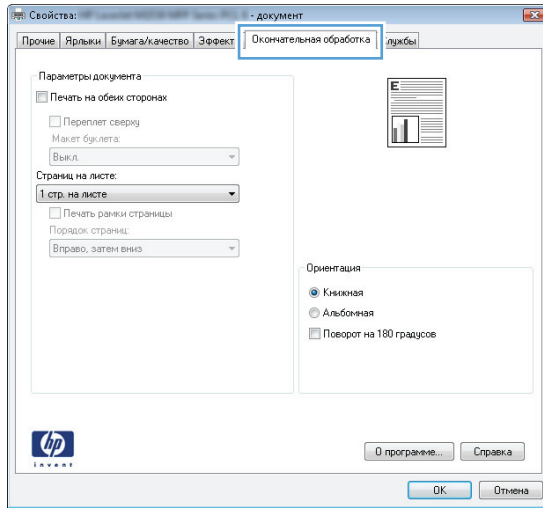 Свойства: - документ
Прочие Ярлыки Бумага/качество Эффект Окончательная обработка лужбы
Параметры документа
Печать на обеих сторонах
Переплет сверху
Макет буклета:
Выкл.
Страниц на листе:
1 стр. на листе
Печать рамки страницы
Порядок страниц:
Вправо, затем вниз
E
Ориентация
Книжная
Альбомная
Поворот на 180 градусов
hp
invent
О программе... Справка
OK Отмена